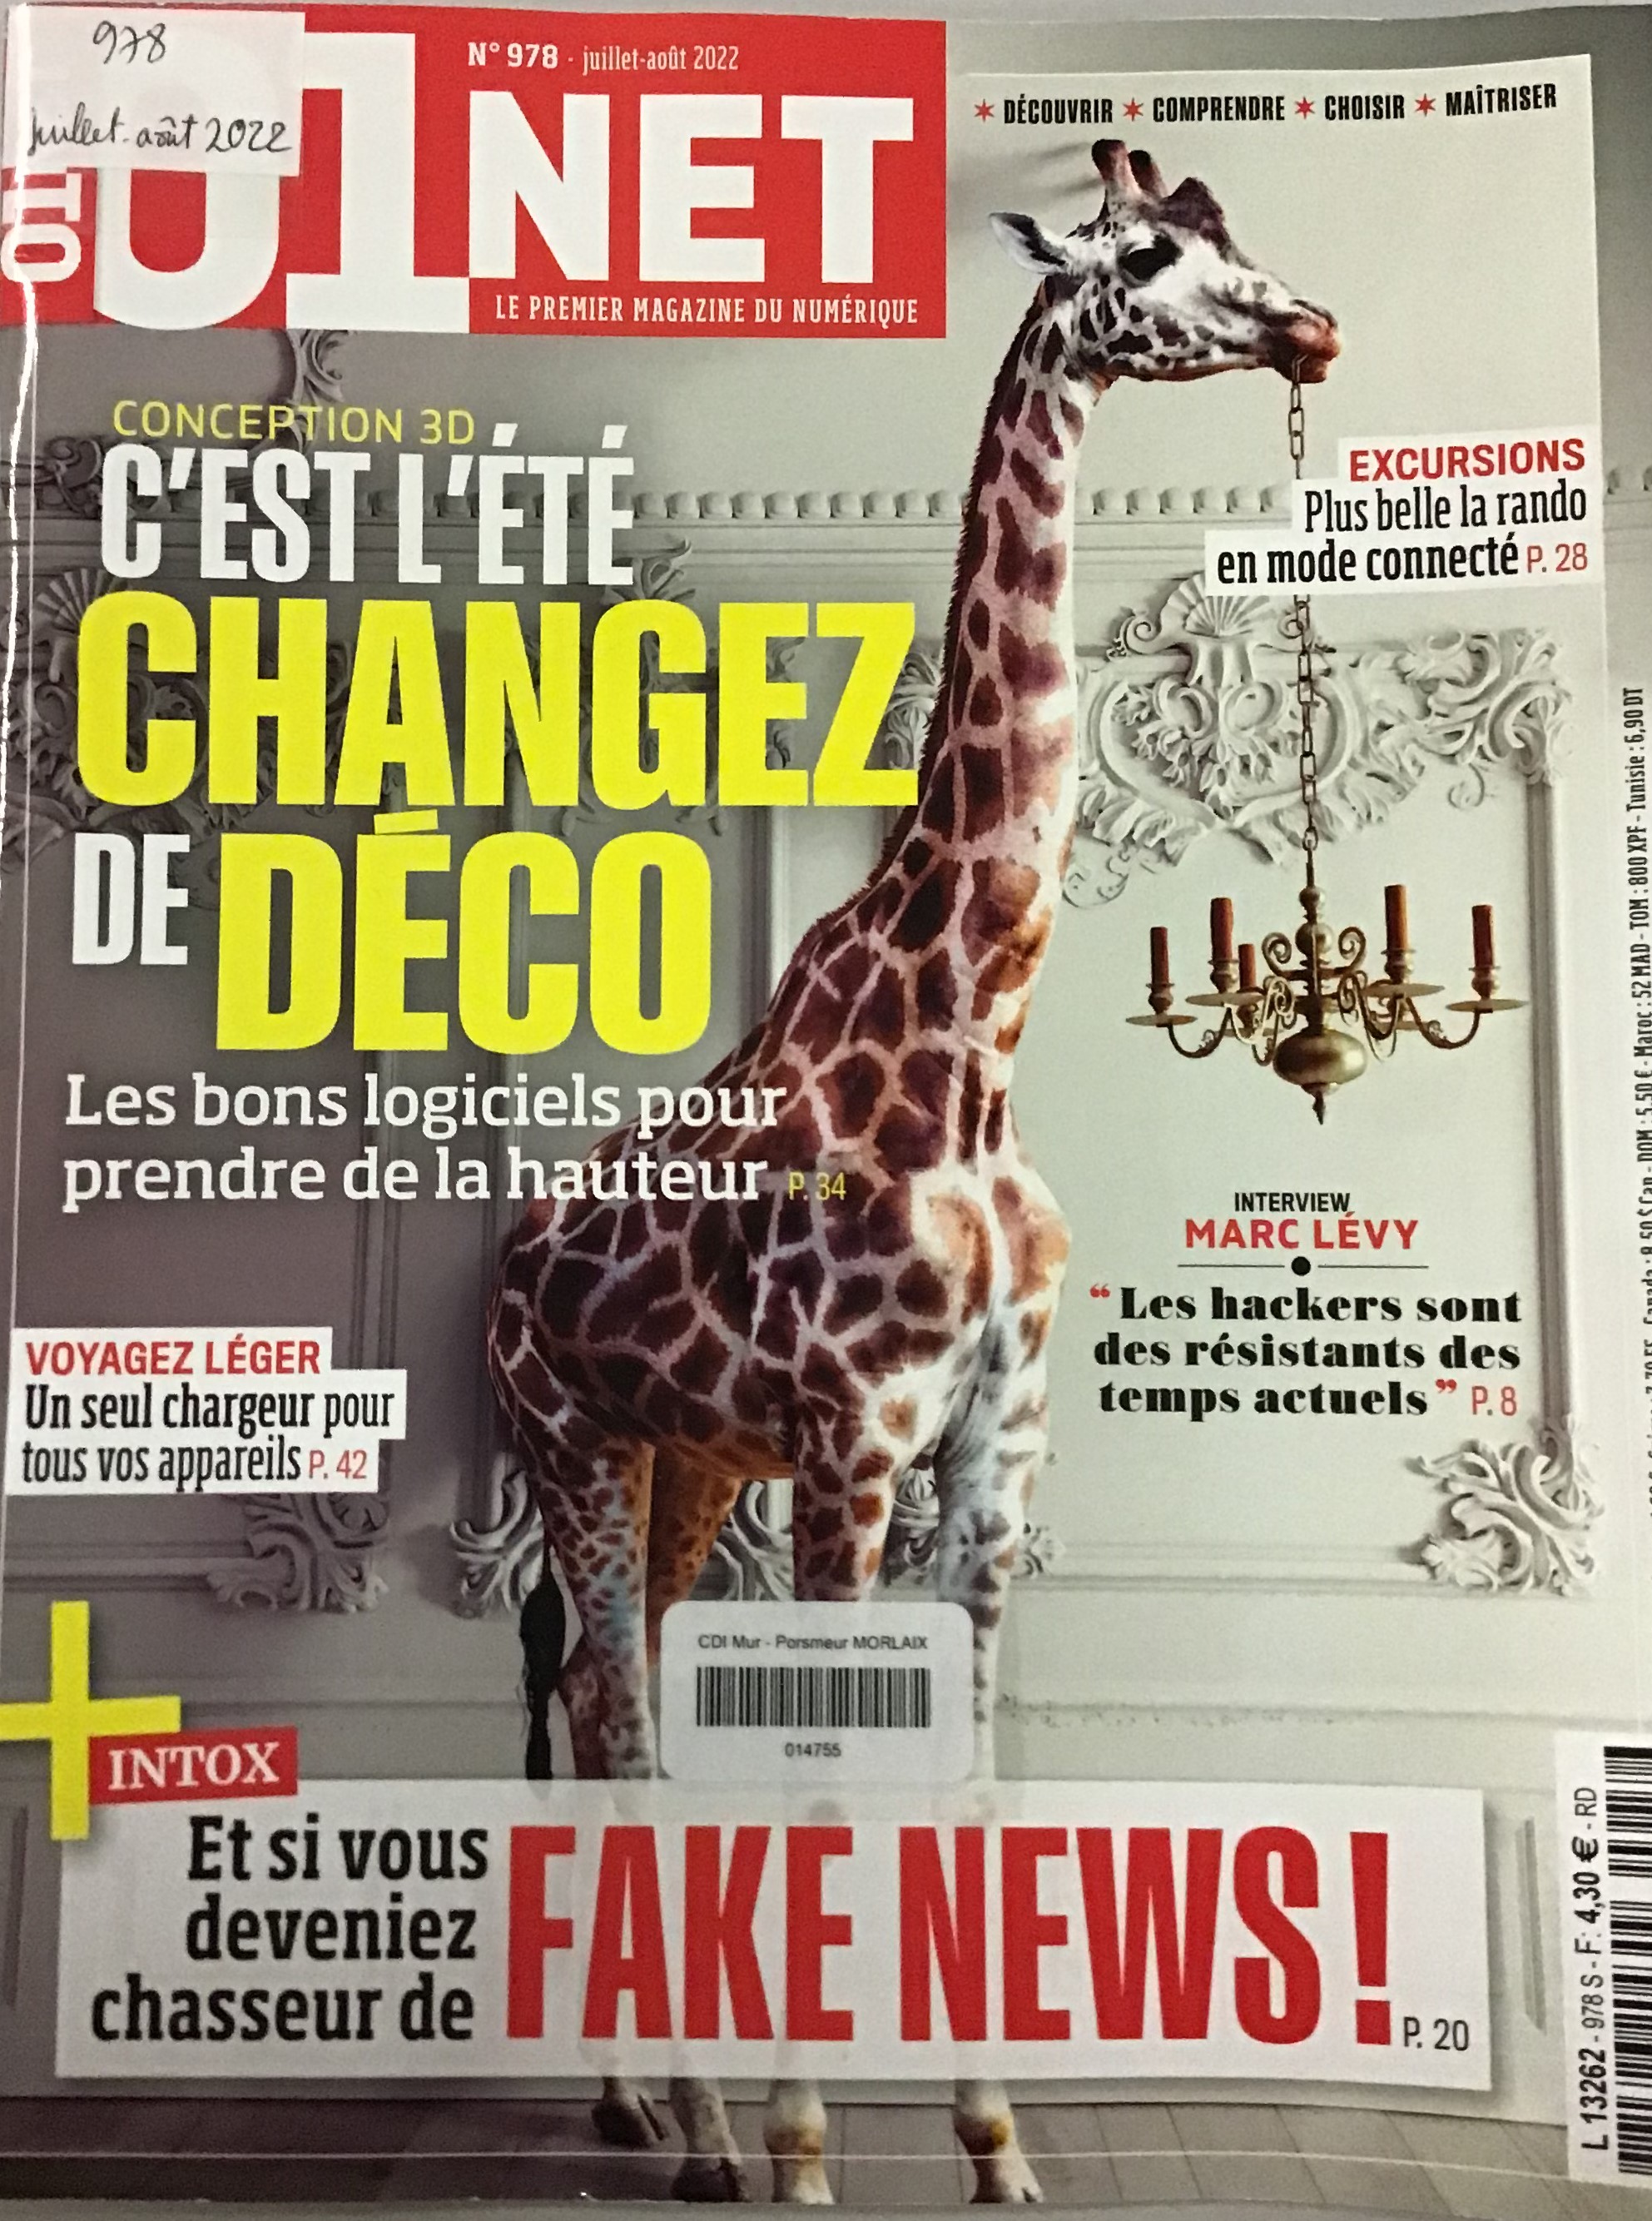 978
Juillet-août 2022
N° 978 - juillet-août 2022
TO
01NET
LE PREMIER MAGAZINE DU NUMÉRIQUE
✶ DÉCOUVRIR ✶ COMPRENDRE ✶ CHOISIR ✶ MAÎTRISER
CONCEPTION 3D
C'EST L'ÉTÉ
CHANGEZ
DE DÉCO
Les bons logiciels pour
prendre de la hauteur P. 34
EXCURSIONS
Plus belle la rando
en mode connecté P. 28
INTERVIEW
MARC LÉVY
“Les hackers sont
des résistants des
temps actuels” P. 8
VOYAGEZ LÉGER
Un seul chargeur pour
tous vos appareils P. 42
CDI Mur - Porsmeur MORLAIX
014755
INTOX
Et si vous
deveniez
chasseur de
FAKE NEWS !
P. 20
L 13262 - 978 S - F: 4,30 € - RD
DOM : 5,50 € - Maroc : 52 MAD - TOM : 800 XPF - Tunisie : 6,90 DT